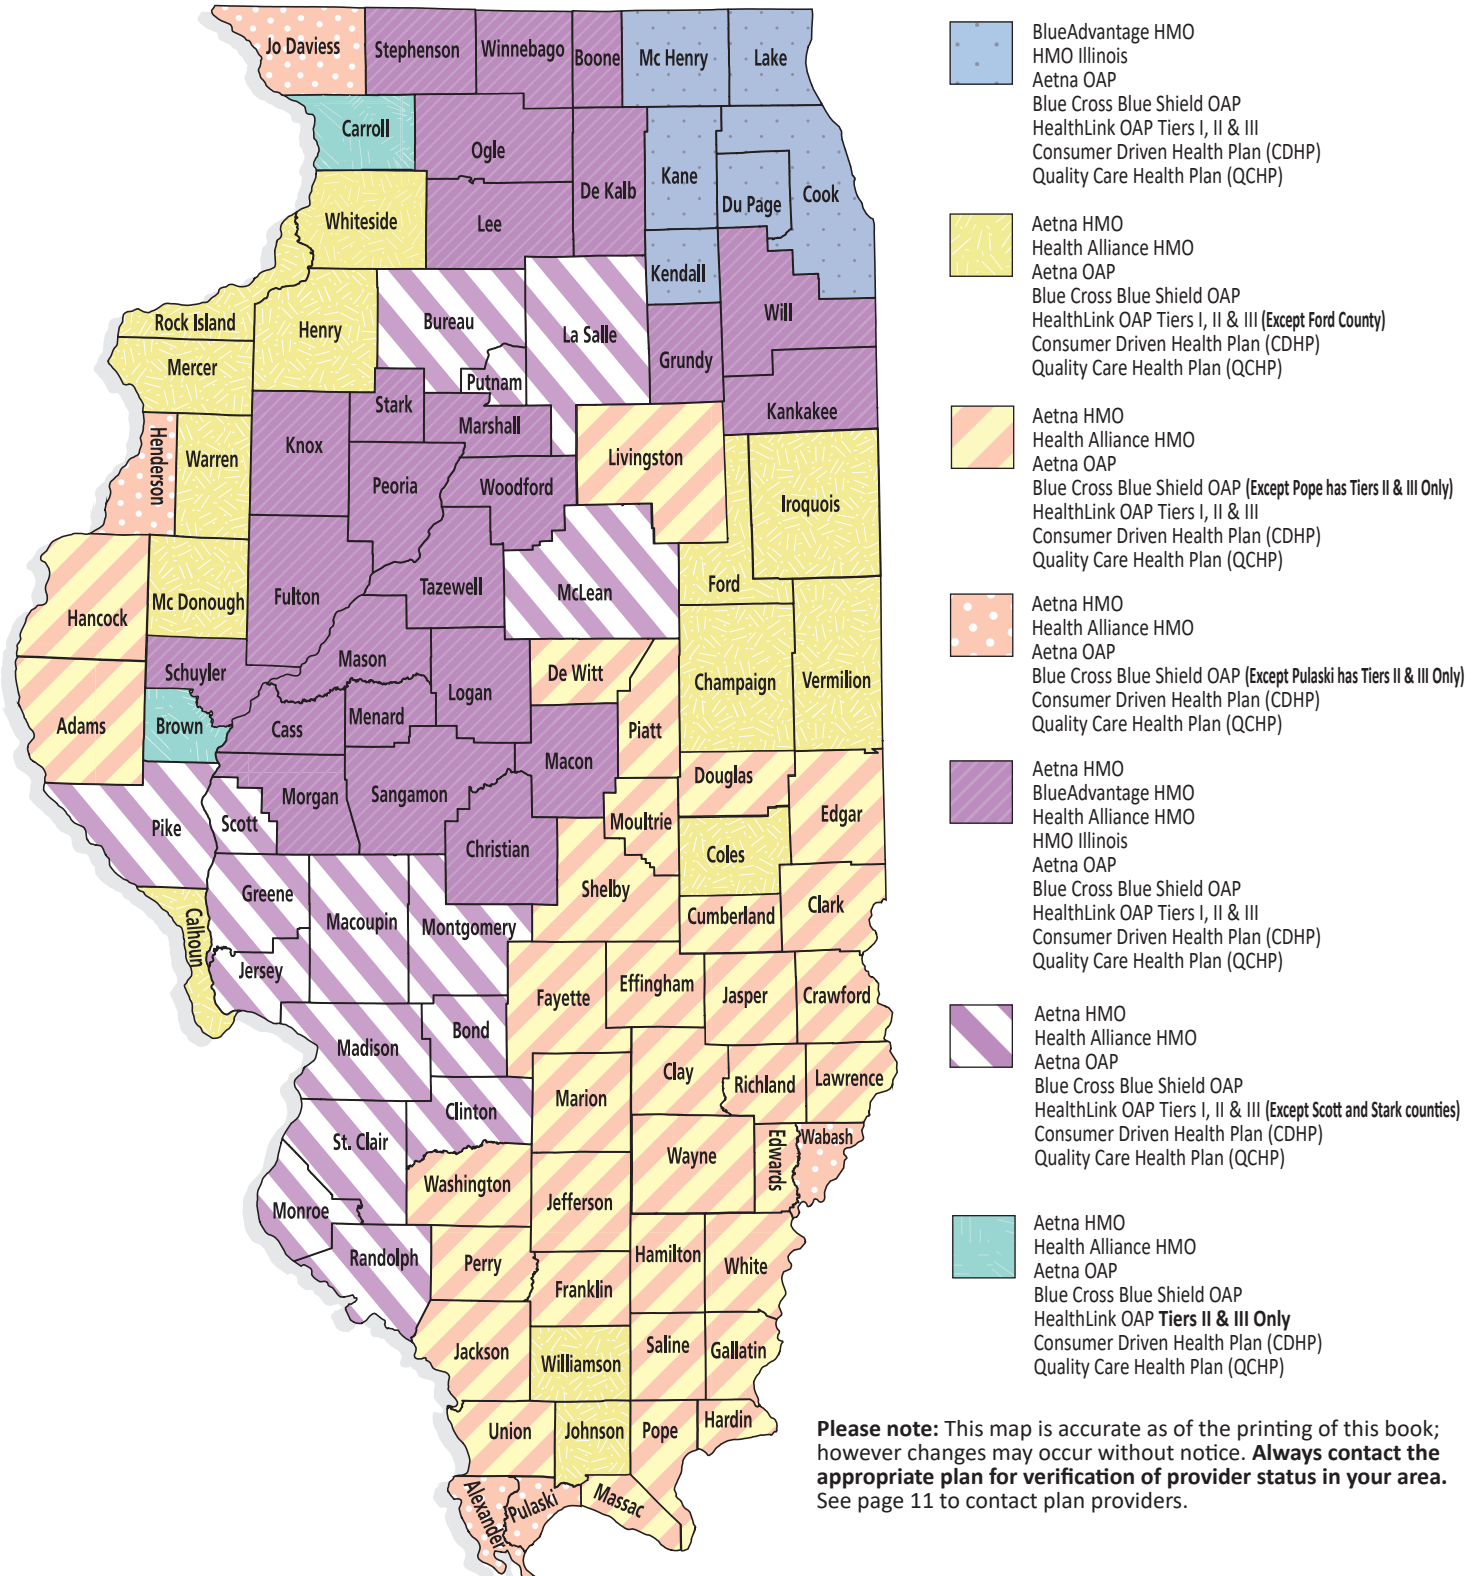 Jo Daviess
Stephenson
Winnebago
Boone
Mc Henry
Lake
Carroll
Ogle
De Kalb
Kane
Du Page
Cook
Whiteside
Lee
Kendall
Rock Island
Henry
Bureau
La Salle
Will
Mercer
Putnam
Grundy
Stark
Kankakee
Henderson
Warren
Knox
Marshall
Livingston
Peoria
Woodford
Iroquois
Hancock
Mc Donough
Fulton
Tazewell
McLean
Ford
Schuyler
Mason
Logan
De Witt
Champaign
Vermilion
Adams
Brown
Cass
Menard
Piatt
Macon
Douglas
Pike
Scott
Morgan
Sangamon
Moultrie
Edgar
Christian
Coles
Calhoun
Greene
Macoupin
Montgomery
Shelby
Cumberland
Clark
Jersey
Fayette
Effingham
Jasper
Crawford
Madison
Bond
Clay
Richland
Lawrence
Clinton
Marion
St. Clair
Wayne
Edwards
Wabash
Washington
Jefferson
Monroe
Randolph
Perry
Hamilton
White
Franklin
Jackson
Williamson
Saline
Gallatin
Union
Johnson
Pope
Hardin
Alexander
Pulaski
Massac
BlueAdvantage HMO
HMO Illinois
Aetna OAP
Blue Cross Blue Shield OAP
HealthLink OAP Tiers I, II & III
Consumer Driven Health Plan (CDHP)
Quality Care Health Plan (QCHP)
Aetna HMO
Health Alliance HMO
Aetna OAP
Blue Cross Blue Shield OAP
HealthLink OAP Tiers I, II & III (Except Ford County)
Consumer Driven Health Plan (CDHP)
Quality Care Health Plan (QCHP)
Aetna HMO
Health Alliance HMO
Aetna OAP
Blue Cross Blue Shield OAP (Except Pope has Tiers II & III Only)
HealthLink OAP Tiers I, II & III
Consumer Driven Health Plan (CDHP)
Quality Care Health Plan (QCHP)
Aetna HMO
Health Alliance HMO
Aetna OAP
Blue Cross Blue Shield OAP (Except Pulaski has Tiers II & III Only)
Consumer Driven Health Plan (CDHP)
Quality Care Health Plan (QCHP)
Aetna HMO
BlueAdvantage HMO
Health Alliance HMO
HMO Illinois
Aetna OAP
Blue Cross Blue Shield OAP
HealthLink OAP Tiers I, II & III
Consumer Driven Health Plan (CDHP)
Quality Care Health Plan (QCHP)
Aetna HMO
Health Alliance HMO
Aetna OAP
Blue Cross Blue Shield OAP
HealthLink OAP Tiers I, II & III (Except Scott and Stark counties)
Consumer Driven Health Plan (CDHP)
Quality Care Health Plan (QCHP)
Aetna HMO
Health Alliance HMO
Aetna OAP
Blue Cross Blue Shield OAP
HealthLink OAP Tiers II & III Only
Consumer Driven Health Plan (CDHP)
Quality Care Health Plan (QCHP)
Please note: This map is accurate as of the printing of this book;
however changes may occur without notice. Always contact the
appropriate plan for verification of provider status in your area.
See page 11 to contact plan providers.